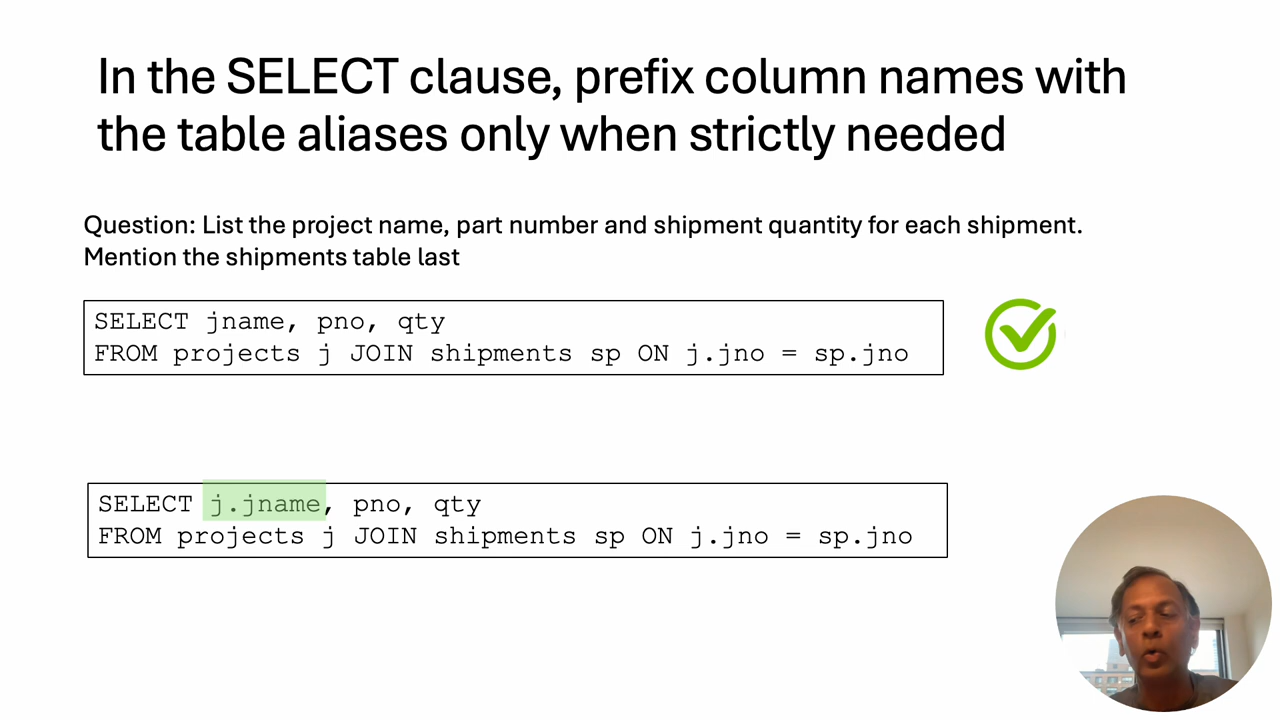 In the SELECT clause, prefix column names with
the table aliases only when strictly needed
Question: List the project name, part number and shipment quantity for each shipment.
Mention the shipments table last
SELECT jname, pno, qty
FROM projects j JOIN shipments sp ON j.jno = sp.jno
SELECT j.jname, pno, qty
FROM projects j JOIN shipments sp ON j.jno = sp.jno